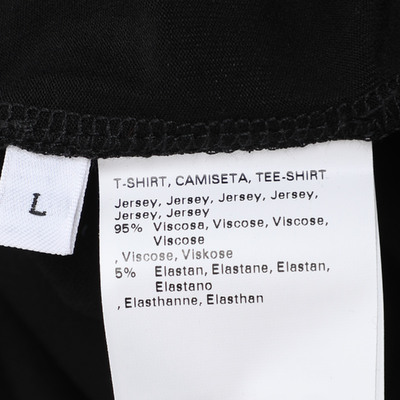 L
T-SHIRT, CAMISETA, TEE-SHIRT
Jersey, Jersey, Jersey, Jersey,
Jersey, Jersey
95% Viscosa, Viscose, Viscose,
Viscose
, Viscose, Viskose
5% Elastan, Elastane, Elastan,
Elastano
, Elasthanne, Elasthan